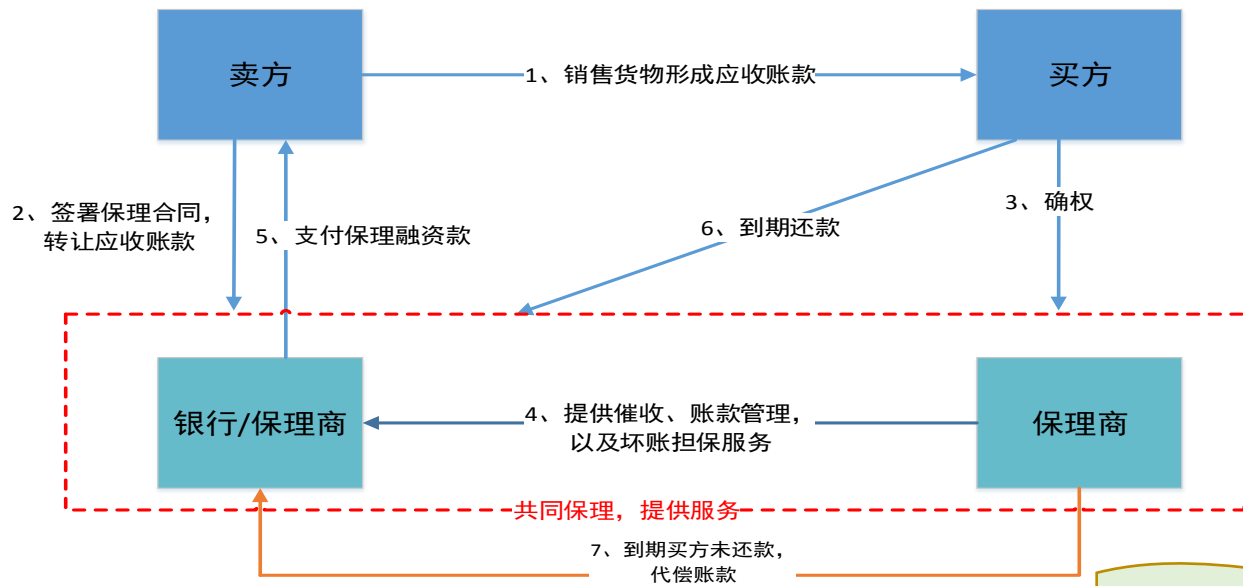 卖方
1、销售货物形成应收账款
买方
2、签署保理合同，
转让应收账款
5、支付保理融资款
6、到期还款
3、确权
银行/保理商
4、提供催收、账款管理，
以及坏账担保服务
保理商
共同保理，提供服务
7、到期买方未还款，
代偿账款